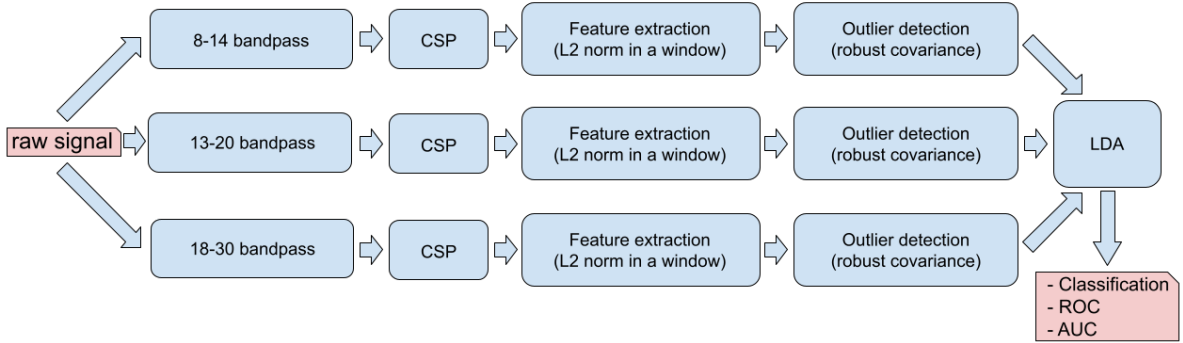 8-14 bandpass
CSP
Feature extraction
(L2 norm in a window)
Outlier detection
(robust covariance)
raw signal
13-20 bandpass
CSP
Feature extraction
(L2 norm in a window)
Outlier detection
(robust covariance)
LDA
18-30 bandpass
CSP
Feature extraction
(L2 norm in a window)
Outlier detection
(robust covariance)
- Classification
- ROC
- AUC